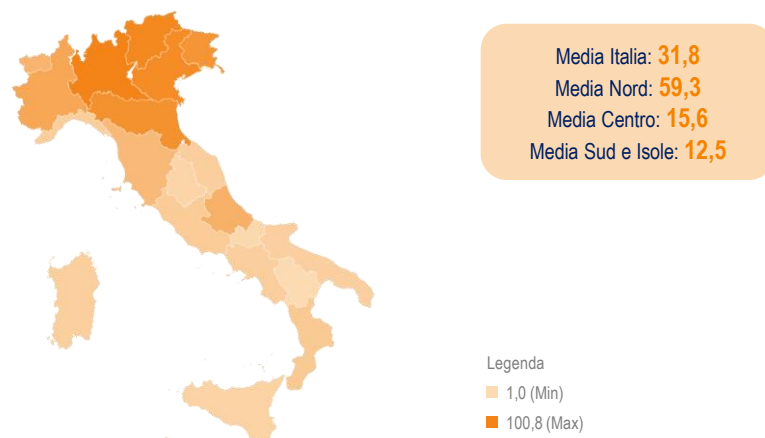 Media Italia: 31,8
Media Nord: 59,3
Media Centro: 15,6
Media Sud e Isole: 12,5
Legenda
1,0 (Min)
100,8 (Max)